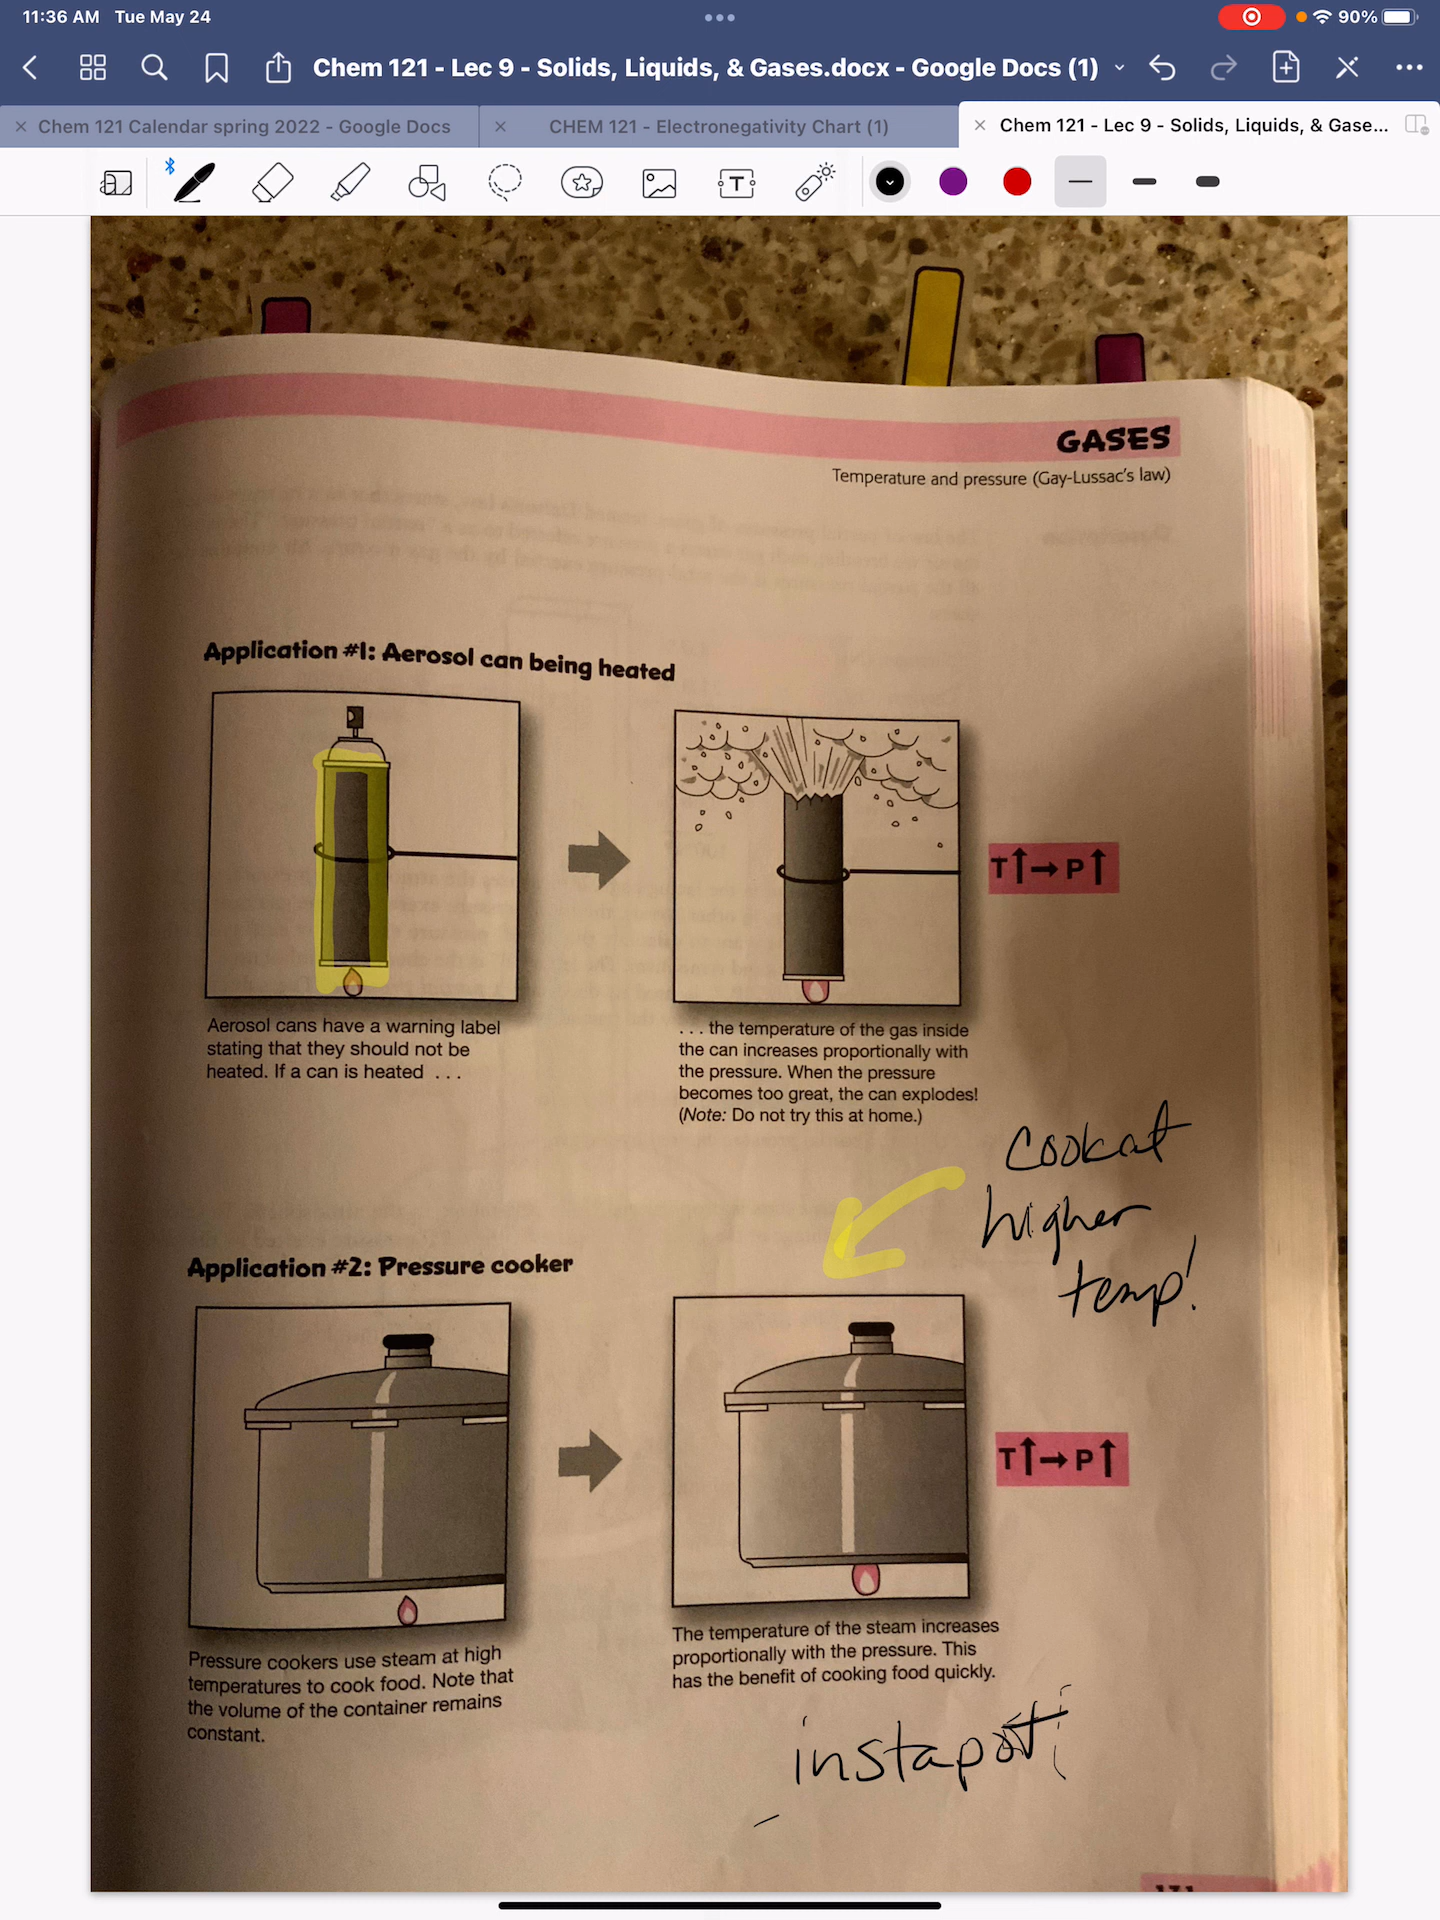 11:36 AM Tue May 24
90%
Chem 121 - Lec 9 - Solids, Liquids, & Gases.docx - Google Docs (1)
Chem 121 Calendar spring 2022 - Google Docs
CHEM 121 - Electronegativity Chart (1)
Chem 121 - Lec 9 - Solids, Liquids, & Gase...
T
GASES
Temperature and pressure (Gay-Lussac's law)
Application #1: Aerosol can being heated
T↑→P↑
Aerosol cans have a warning label
stating that they should not be
heated. If a can is heated . . .
. . . the temperature of the gas inside
the can increases proportionally with
the pressure. When the pressure
becomes too great, the can explodes!
(Note: Do not try this at home.)
Cook at
higher
temp!
Application #2: Pressure cooker
T↑→P↑
Pressure cookers use steam at high
temperatures to cook food. Note that
the volume of the container remains
constant.
The temperature of the steam increases
proportionally with the pressure. This
has the benefit of cooking food quickly.
instapot